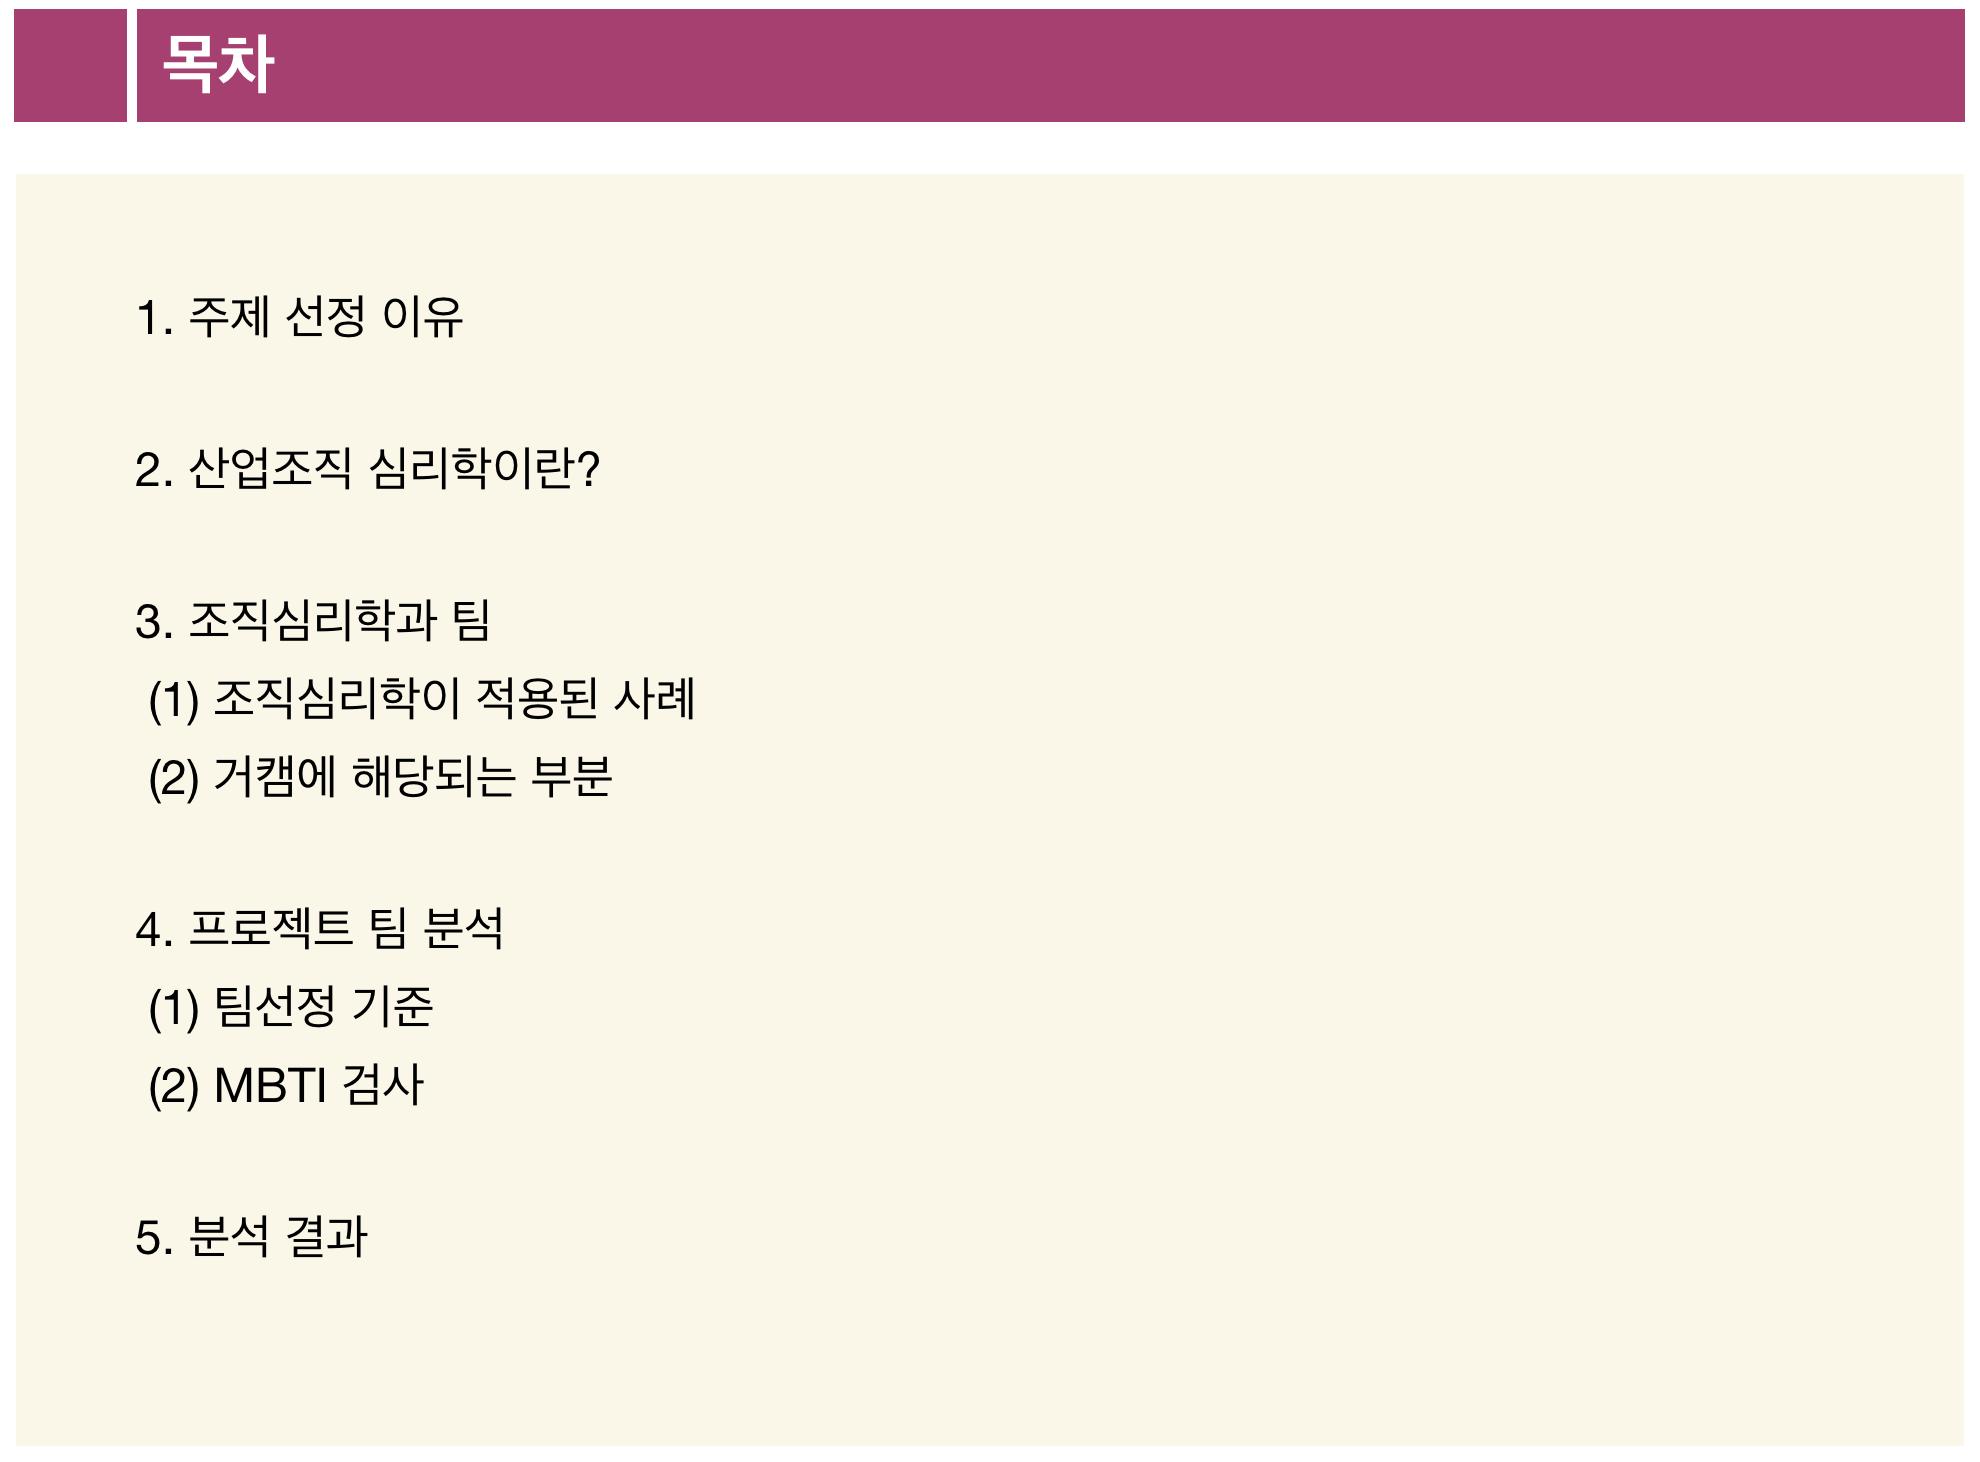 목차
1. 주제 선정 이유
2. 산업조직 심리학이란?
3. 조직심리학과 팀
(1) 조직심리학이 적용된 사례
(2) 거캠에 해당되는 부분
4. 프로젝트 팀 분석
(1) 팀선정 기준
(2) MBTI 검사
5. 분석 결과